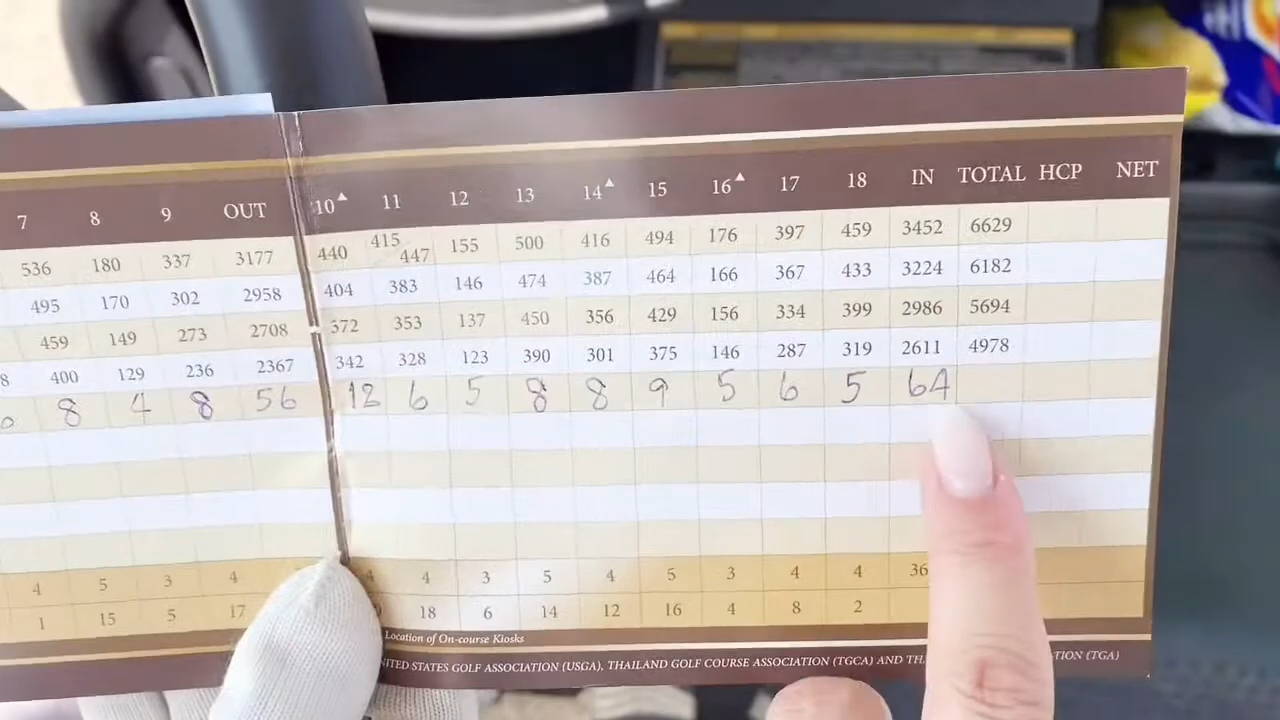 7 8 9 OUT 10▲ 11 12 13 14▲ 15 16▲ 17 18 IN TOTAL HCP NET
536 180 337 3177 440 415 447 155 500 416 494 176 397 459 3452 6629
495 170 302 2958 404 383 146 474 387 464 166 367 433 3224 6182
459 149 273 2708 372 353 137 450 356 429 156 334 399 2986 5694
8 400 129 236 2367 342 328 123 390 301 375 146 287 319 2611 4978
8 4 8 56 12 6 5 8 8 9 5 6 5 64
4 5 3 4 4 4 3 5 4 5 3 4 4 36
1 15 5 17 18 6 14 12 16 4 8 2
Location of On-course Kiosks
NITED STATES GOLF ASSOCIATION (USGA), THAILAND GOLF COURSE ASSOCIATION (TGCA) AND TH TION (TGA)